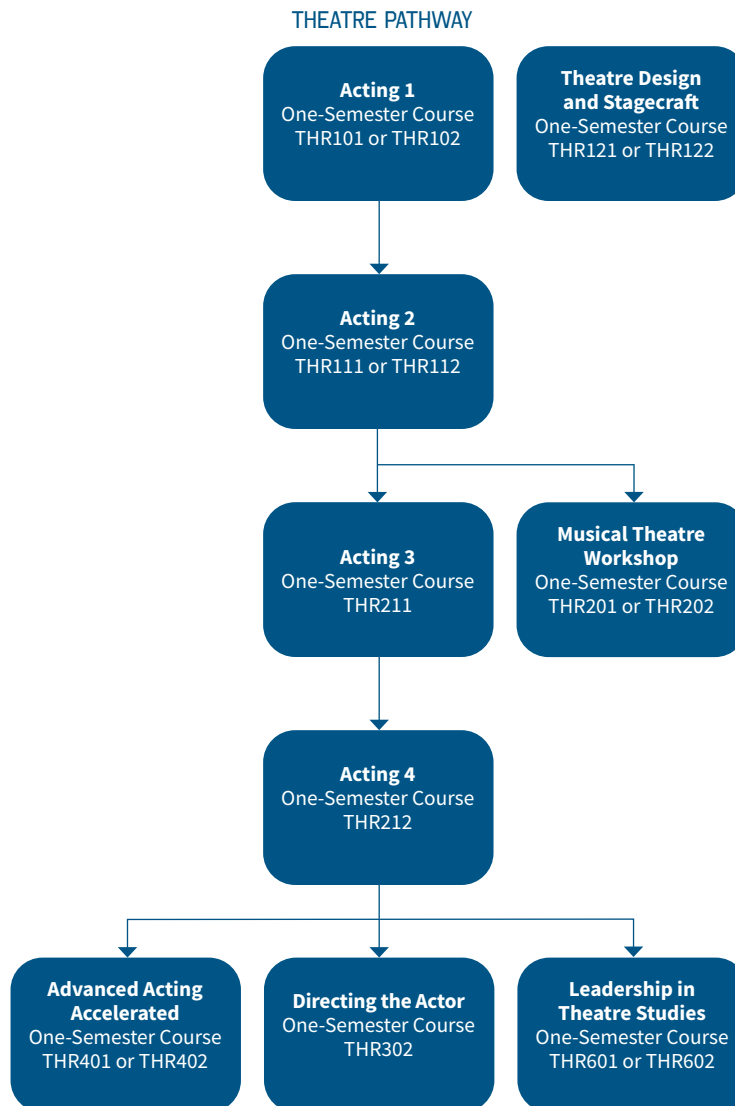 THEATRE PATHWAY
Acting 1
One-Semester Course
THR101 or THR102
Theatre Design
and Stagecraft
One-Semester Course
THR121 or THR122
Acting 2
One-Semester Course
THR111 or THR112
Acting 3
One-Semester Course
THR211
Musical Theatre
Workshop
One-Semester Course
THR201 or THR202
Acting 4
One-Semester Course
THR212
Advanced Acting
Accelerated
One-Semester Course
THR401 or THR402
Directing the Actor
One-Semester Course
THR302
Leadership in
Theatre Studies
One-Semester Course
THR601 or THR602